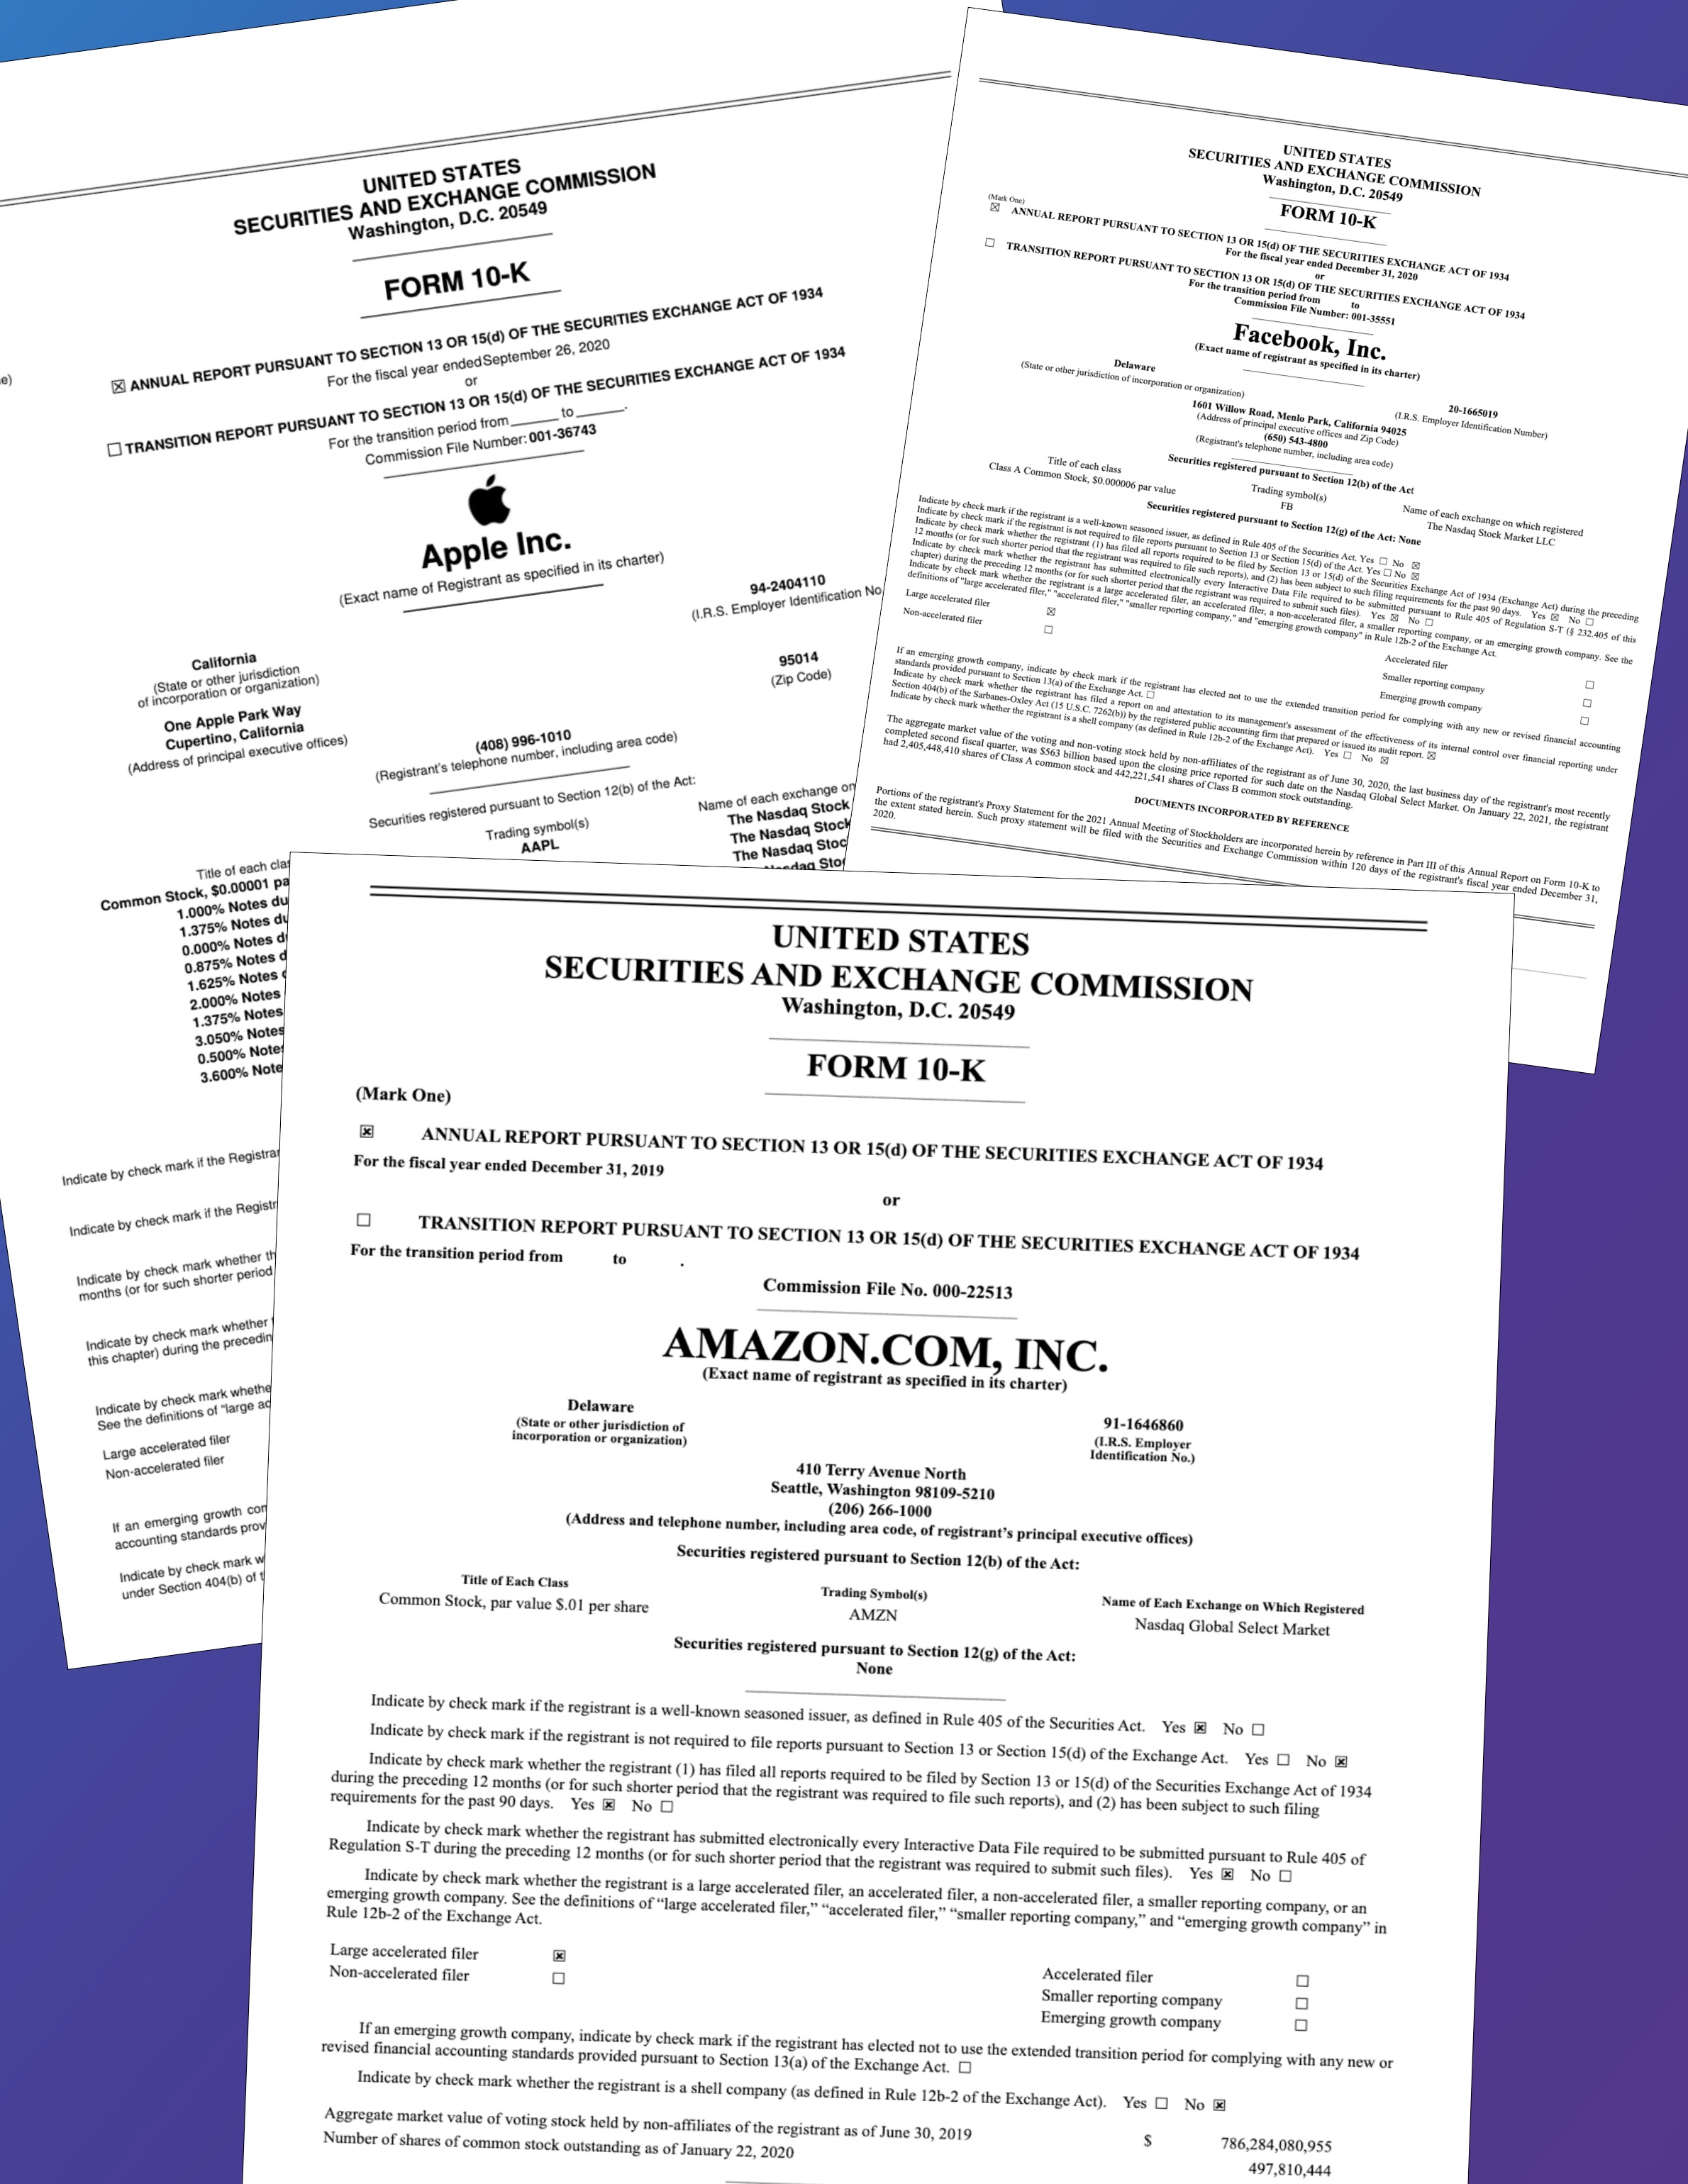 UNITED STATES
SECURITIES AND EXCHANGE COMMISSION
Washington, D.C. 20549
FORM 10-K
e)
☒ ANNUAL REPORT PURSUANT TO SECTION 13 OR 15(d) OF THE SECURITIES EXCHANGE ACT OF 1934
For the fiscal year ended September 26, 2020
or
☐ TRANSITION REPORT PURSUANT TO SECTION 13 OR 15(d) OF THE SECURITIES EXCHANGE ACT OF 1934
For the transition period from ______ to ______.
Commission File Number: 001-36743
Apple Inc.
(Exact name of Registrant as specified in its charter)
94-2404110
(I.R.S. Employer Identification No
California
(State or other jurisdiction
of incorporation or organization)
One Apple Park Way
Cupertino, California
(Address of principal executive offices)
95014
(Zip Code)
(408) 996-1010
(Registrant's telephone number, including area code)
Securities registered pursuant to Section 12(b) of the Act:
Title of each clas
Trading symbol(s)
Name of each exchange on
Common Stock, $0.00001 pa
AAPL
The Nasdaq Stock
1.000% Notes du
The Nasdaq Stock
1.375% Notes du
The Nasdaq Stoc
0.000% Notes d
Nasdaq Sto
0.875% Notes d
1.625% Notes
2.000% Notes
1.375% Notes
3.050% Notes
0.500% Note
3.600% Note
Indicate by check mark if the Registrar
Indicate by check mark if the Registr
Indicate by check mark whether th
months (or for such shorter period
Indicate by check mark whether
this chapter) during the precedin
Indicate by check mark whethe
See the definitions of "large ac
Large accelerated filer
Non-accelerated filer
If an emerging growth con
accounting standards prov
Indicate by check mark w
under Section 404(b) of t
UNITED STATES
SECURITIES AND EXCHANGE COMMISSION
Washington, D.C. 20549
FORM 10-K
(Mark One)
☒ ANNUAL REPORT PURSUANT TO SECTION 13 OR 15(d) OF THE SECURITIES EXCHANGE ACT OF 1934
For the fiscal year ended December 31, 2020
or
☐ TRANSITION REPORT PURSUANT TO SECTION 13 OR 15(d) OF THE SECURITIES EXCHANGE ACT OF 1934
For the transition period from to
Commission File Number: 001-35551
Facebook, Inc.
(Exact name of registrant as specified in its charter)
Delaware
(State or other jurisdiction of incorporation or organization)
20-1665019
(I.R.S. Employer Identification Number)
1601 Willow Road, Menlo Park, California 94025
(Address of principal executive offices and Zip Code)
(650) 543-4800
(Registrant's telephone number, including area code)
Securities registered pursuant to Section 12(b) of the Act
Title of each class
Trading symbol(s)
Name of each exchange on which registered
Class A Common Stock, $0.000006 par value
FB
The Nasdaq Stock Market LLC
Securities registered pursuant to Section 12(g) of the Act: None
Indicate by check mark if the registrant is a well-known seasoned issuer, as defined in Rule 405 of the Securities Act. Yes ☐ No ☒
Indicate by check mark if the registrant is not required to file reports pursuant to Section 13 or Section 15(d) of the Act. Yes ☐ No ☒
Indicate by check mark whether the registrant (1) has filed all reports required to be filed by Section 13 or 15(d) of the Securities Exchange Act of 1934 (Exchange Act) during the preceding
12 months (or for such shorter period that the registrant was required to file such reports), and (2) has been subject to such filing requirements for the past 90 days. Yes ☒ No ☐
Indicate by check mark whether the registrant has submitted electronically every Interactive Data File required to be submitted pursuant to Rule 405 of Regulation S-T (§ 232.405 of this
chapter) during the preceding 12 months (or for such shorter period that the registrant was required to submit such files). Yes ☒ No ☐
Indicate by check mark whether the registrant is a large accelerated filer, an accelerated filer, a non-accelerated filer, a smaller reporting company, or an emerging growth company. See the
definitions of "large accelerated filer," "accelerated filer," "smaller reporting company," and "emerging growth company" in Rule 12b-2 of the Exchange Act.
Large accelerated filer ☒
Accelerated filer ☐
Non-accelerated filer ☐
Smaller reporting company ☐
Emerging growth company ☐
If an emerging growth company, indicate by check mark if the registrant has elected not to use the extended transition period for complying with any new or revised financial accounting
standards provided pursuant to Section 13(a) of the Exchange Act. ☐
Indicate by check mark whether the registrant has filed a report on and attestation to its management's assessment of the effectiveness of its internal control over financial reporting under
Section 404(b) of the Sarbanes-Oxley Act (15 U.S.C. 7262(b)) by the registered public accounting firm that prepared or issued its audit report. ☒
Indicate by check mark whether the registrant is a shell company (as defined in Rule 12b-2 of the Exchange Act). Yes ☐ No ☒
The aggregate market value of the voting and non-voting stock held by non-affiliates of the registrant as of June 30, 2020, the last business day of the registrant's most recently
completed second fiscal quarter, was $563 billion based upon the closing price reported for such date on the Nasdaq Global Select Market. On January 22, 2021, the registrant
had 2,405,448,410 shares of Class A common stock and 442,221,541 shares of Class B common stock outstanding.
DOCUMENTS INCORPORATED BY REFERENCE
Portions of the registrant's Proxy Statement for the 2021 Annual Meeting of Stockholders are incorporated herein by reference in Part III of this Annual Report on Form 10-K to
the extent stated herein. Such proxy statement will be filed with the Securities and Exchange Commission within 120 days of the registrant's fiscal year ended December 31,
2020.
UNITED STATES
SECURITIES AND EXCHANGE COMMISSION
Washington, D.C. 20549
FORM 10-K
(Mark One)
☒ ANNUAL REPORT PURSUANT TO SECTION 13 OR 15(d) OF THE SECURITIES EXCHANGE ACT OF 1934
For the fiscal year ended December 31, 2019
or
☐ TRANSITION REPORT PURSUANT TO SECTION 13 OR 15(d) OF THE SECURITIES EXCHANGE ACT OF 1934
For the transition period from to .
Commission File No. 000-22513
AMAZON.COM, INC.
(Exact name of registrant as specified in its charter)
Delaware
(State or other jurisdiction of
incorporation or organization)
91-1646860
(I.R.S. Employer
Identification No.)
410 Terry Avenue North
Seattle, Washington 98109-5210
(206) 266-1000
(Address and telephone number, including area code, of registrant's principal executive offices)
Securities registered pursuant to Section 12(b) of the Act:
Title of Each Class
Trading Symbol(s)
Name of Each Exchange on Which Registered
Common Stock, par value $.01 per share
AMZN
Nasdaq Global Select Market
Securities registered pursuant to Section 12(g) of the Act:
None
Indicate by check mark if the registrant is a well-known seasoned issuer, as defined in Rule 405 of the Securities Act. Yes ☒ No ☐
Indicate by check mark if the registrant is not required to file reports pursuant to Section 13 or Section 15(d) of the Exchange Act. Yes ☐ No ☒
Indicate by check mark whether the registrant (1) has filed all reports required to be filed by Section 13 or 15(d) of the Securities Exchange Act of 1934
during the preceding 12 months (or for such shorter period that the registrant was required to file such reports), and (2) has been subject to such filing
requirements for the past 90 days. Yes ☒ No ☐
Indicate by check mark whether the registrant has submitted electronically every Interactive Data File required to be submitted pursuant to Rule 405 of
Regulation S-T during the preceding 12 months (or for such shorter period that the registrant was required to submit such files). Yes ☒ No ☐
Indicate by check mark whether the registrant is a large accelerated filer, an accelerated filer, a non-accelerated filer, a smaller reporting company, or an
emerging growth company. See the definitions of “large accelerated filer,” “accelerated filer,” “smaller reporting company,” and “emerging growth company” in
Rule 12b-2 of the Exchange Act.
Large accelerated filer ☒
Accelerated filer ☐
Non-accelerated filer ☐
Smaller reporting company ☐
Emerging growth company ☐
If an emerging growth company, indicate by check mark if the registrant has elected not to use the extended transition period for complying with any new or
revised financial accounting standards provided pursuant to Section 13(a) of the Exchange Act. ☐
Indicate by check mark whether the registrant is a shell company (as defined in Rule 12b-2 of the Exchange Act). Yes ☐ No ☒
Aggregate market value of voting stock held by non-affiliates of the registrant as of June 30, 2019 $ 786,284,080,955
Number of shares of common stock outstanding as of January 22, 2020 497,810,444